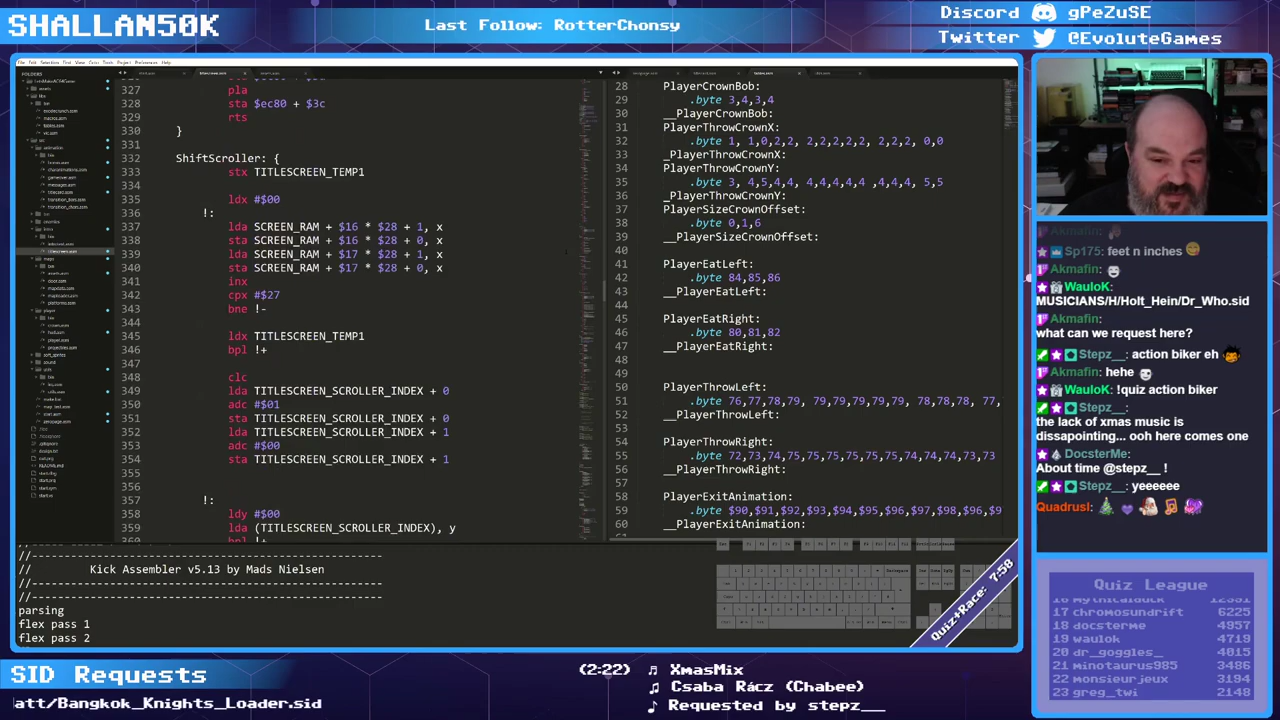 SHALLAN50K
Last Follow: RotterChonsy
Discord gPeZuSE
Twitter @EvoluteGames
File Edit Selection
FOLDERS
327 pla
328 sta $ec80 + $3c
329 rts
330 }
331
332 ShiftScroller: {
333 stx TITLESCREEN_TEMP1
334
335 ldx #$00
336 !:
337 lda SCREEN_RAM + $16 * $28 + 1, x
338 sta SCREEN_RAM + $16 * $28 + 0, x
339 lda SCREEN_RAM + $17 * $28 + 1, x
340 sta SCREEN_RAM + $17 * $28 + 0, x
341 inx
342 cpx #$27
343 bne !-
344
345 ldx TITLESCREEN_TEMP1
346 bpl !+
347
348 clc
349 lda TITLESCREEN_SCROLLER_INDEX + 0
350 adc #$01
351 sta TITLESCREEN_SCROLLER_INDEX + 0
352 lda TITLESCREEN_SCROLLER_INDEX + 1
353 adc #$00
354 sta TITLESCREEN_SCROLLER_INDEX + 1
355
356
357 !:
358 ldy #$00
359 lda (TITLESCREEN_SCROLLER_INDEX), y
360 bpl !+
28 PlayerCrownBob:
29 .byte 3,4,3,4
30 __PlayerCrownBob:
31 PlayerThrowCrownX:
32 .byte 1, 1,0,2,2, 2,2,2,2,2, 2,2,2, 0,0
33 _PlayerThrowCrownX:
34 PlayerThrowCrownY:
35 .byte 3, 4,5,4,4, 4,4,4,4,4 ,4,4,4, 5,5
36 _PlayerThrowCrownY:
37 PlayerSizeCrownOffset:
38 .byte 0,1,6
39 __PlayerSizeCrownOffset:
40
41 PlayerEatLeft:
42 .byte 84,85,86
43 __PlayerEatLeft:
44
45 PlayerEatRight:
46 .byte 80,81,82
47 __PlayerEatRight:
48
49
50 PlayerThrowLeft:
51 .byte 76,77,78,79, 79,79,79,79,79, 78,78,78, 77,
52 __PlayerThrowLeft:
53
54 PlayerThrowRight:
55 .byte 72,73,74,75,75,75,75,75,74,74,74,73,73
56 __PlayerThrowRight:
57
58 PlayerExitAnimation:
59 .byte $90,$91,$92,$93,$94,$95,$96,$97,$98,$96,$9
60 __PlayerExitAnimation:
//------------------------------------------------------
// Kick Assembler v5.13 by Mads Nielsen
//------------------------------------------------------
parsing
flex pass 1
flex pass 2
Quiz+Race: 7:58
Akmafin:
Sp175: feet n inches
Akmafin:
WauloK:
MUSICIANS/H/Holt_Hein/Dr_Who.sid
Akmafin:
what can we request here?
Stepz__: action biker eh
Akmafin: hehe
WauloK: !quiz action biker
Stepz__:
the lack of xmas music is
dissapointing... ooh here comes one
DocsterMe:
About time @stepz__ !
Stepz__: yeeeeee
Quadrusl:
Quiz League
16 mythicalduck 12351
17 chromosundrift 6225
18 docsterme 4957
19 waulok 4719
20 dr_goggles_ 4015
21 minotaurus985 3486
22 monsieurjeux 3194
23 greg_twi 2148
SID Requests
att/Bangkok_Knights_Loader.sid
(2:22) XmasMix
Csaba Rácz (Chabee)
Requested by stepz__